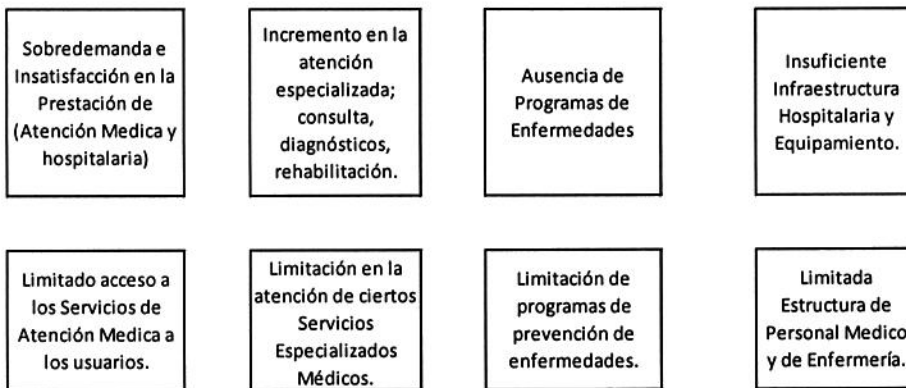 Sobredemanda e
Insatisfacción en la
Prestación de
(Atención Medica y
hospitalaria)
Incremento en la
atención
especializada;
consulta,
diagnósticos,
rehabilitación.
Ausencia de
Programas de
Enfermedades
Insuficiente
Infraestructura
Hospitalaria y
Equipamiento.
Limitado acceso a
los Servicios de
Atención Medica a
los usuarios.
Limitación en la
atención de ciertos
Servicios
Especializados
Médicos.
Limitación de
programas de
prevención de
enfermedades.
Limitada
Estructura de
Personal Medico
y de Enfermería.